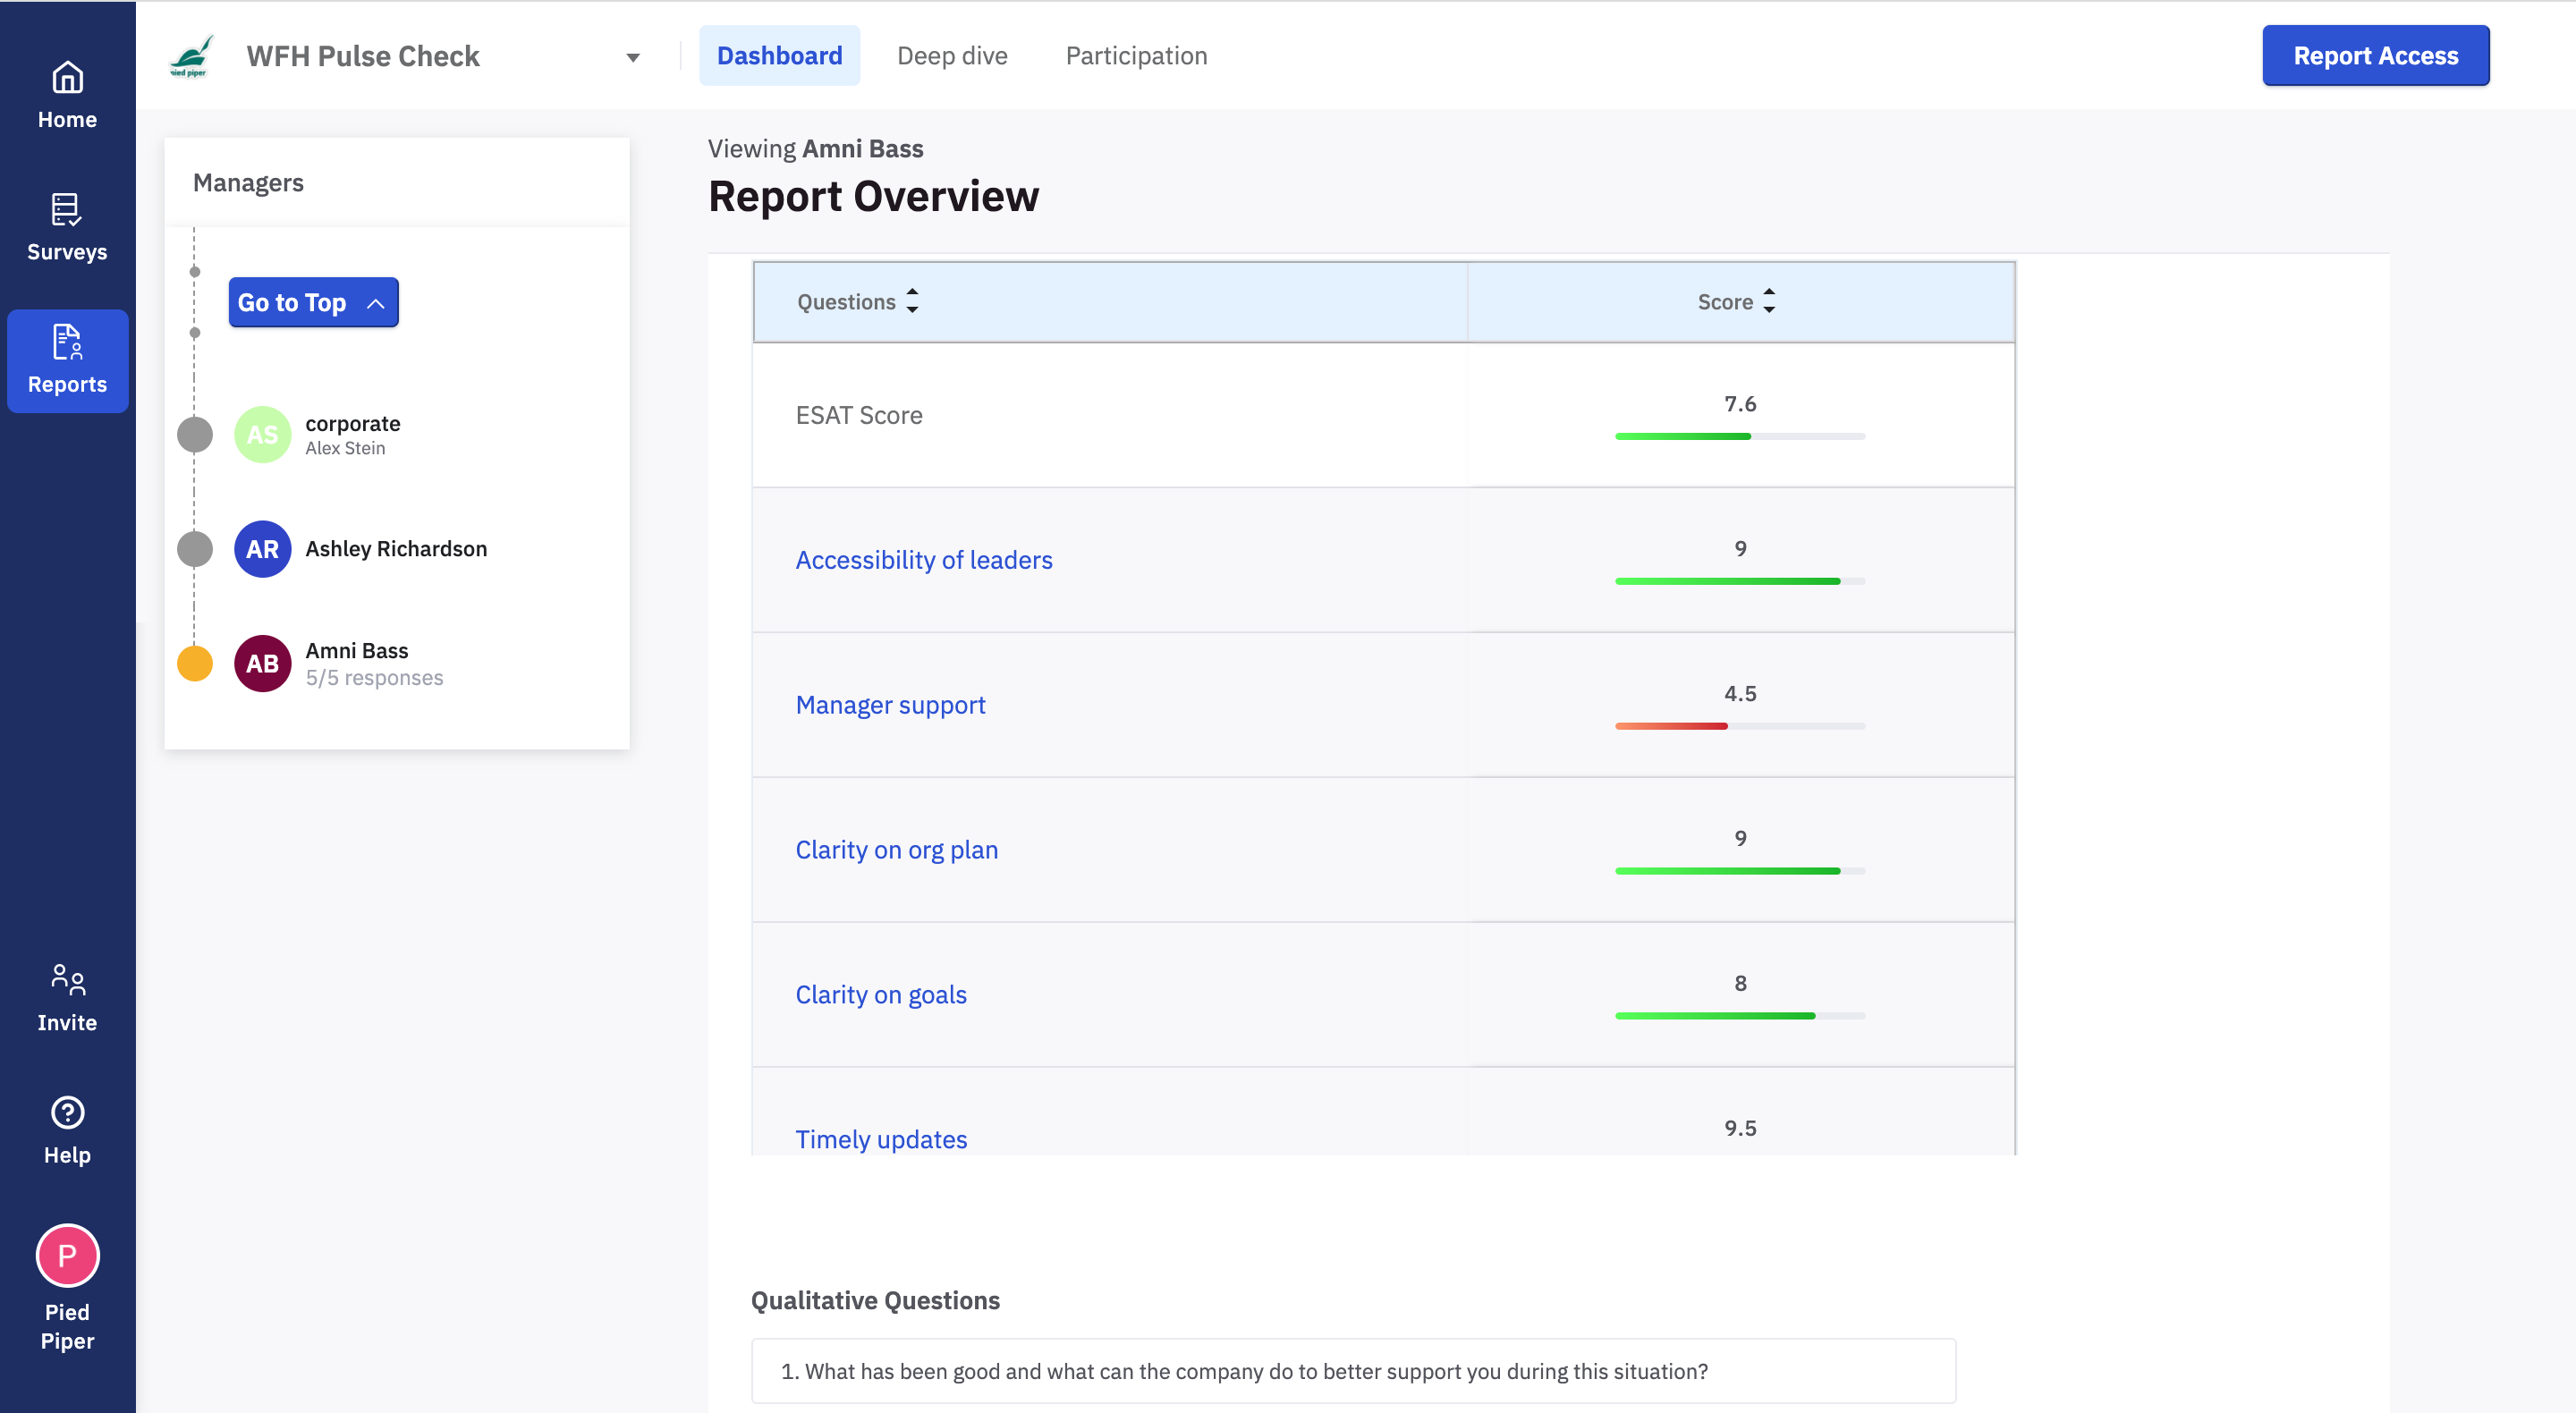 Home
Surveys
Reports
Invite
Help
P
Pied
Piper
pied piper
WFH Pulse Check
Dashboard
Deep dive
Participation
Report Access
Managers
Go to Top
AS
corporate
Alex Stein
AR
Ashley Richardson
AB
Amni Bass
5/5 responses
Viewing Amni Bass
Report Overview
Questions
Score
ESAT Score
7.6
Accessibility of leaders
9
Manager support
4.5
Clarity on org plan
9
Clarity on goals
8
Timely updates
9.5
Qualitative Questions
1. What has been good and what can the company do to better support you during this situation?